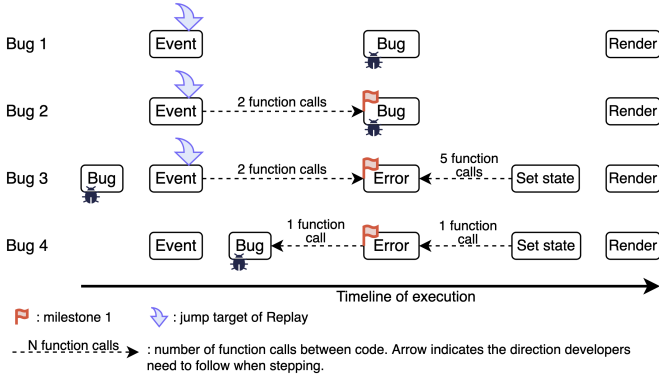 Bug 1
Event
Bug
Render
Bug 2
Event
2 function calls
Bug
Render
Bug 3
Bug
Event
2 function calls
Error
5 function
calls
Set state
Render
Bug 4
Event
Bug
1 function
call
Error
1 function
call
Set state
Render
Timeline of execution
: milestone 1
: jump target of Replay
N function calls
: number of function calls between code. Arrow indicates the direction developers
need to follow when stepping.